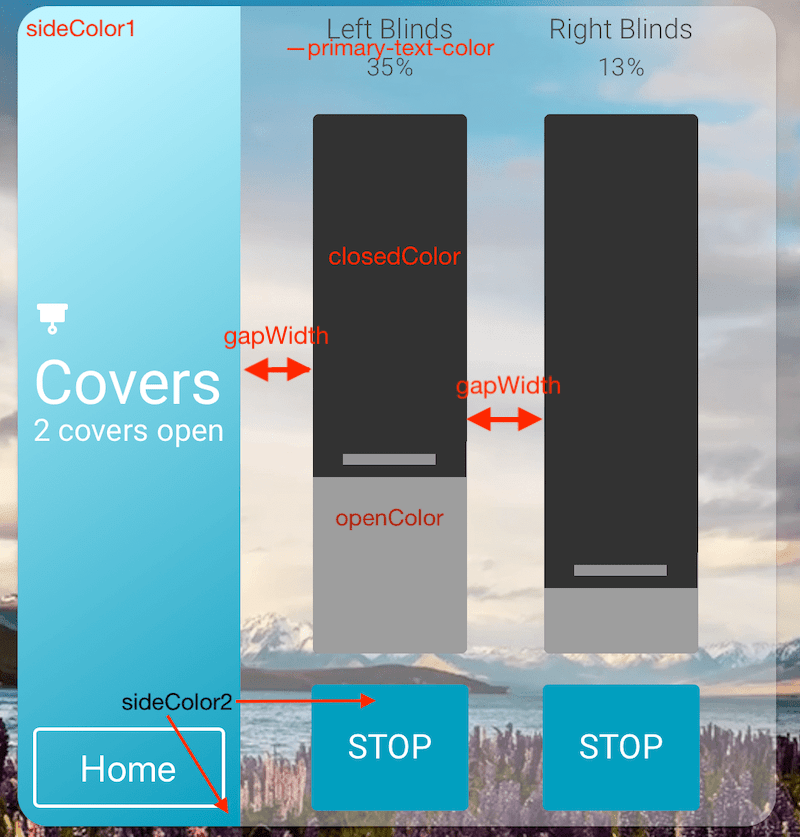 sideColor1
Left Blinds
Right Blinds
—primary-text-color
35%
13%
closedColor
gapWidth
gapWidth
Covers
2 covers open
openColor
sideColor2
STOP
STOP
Home